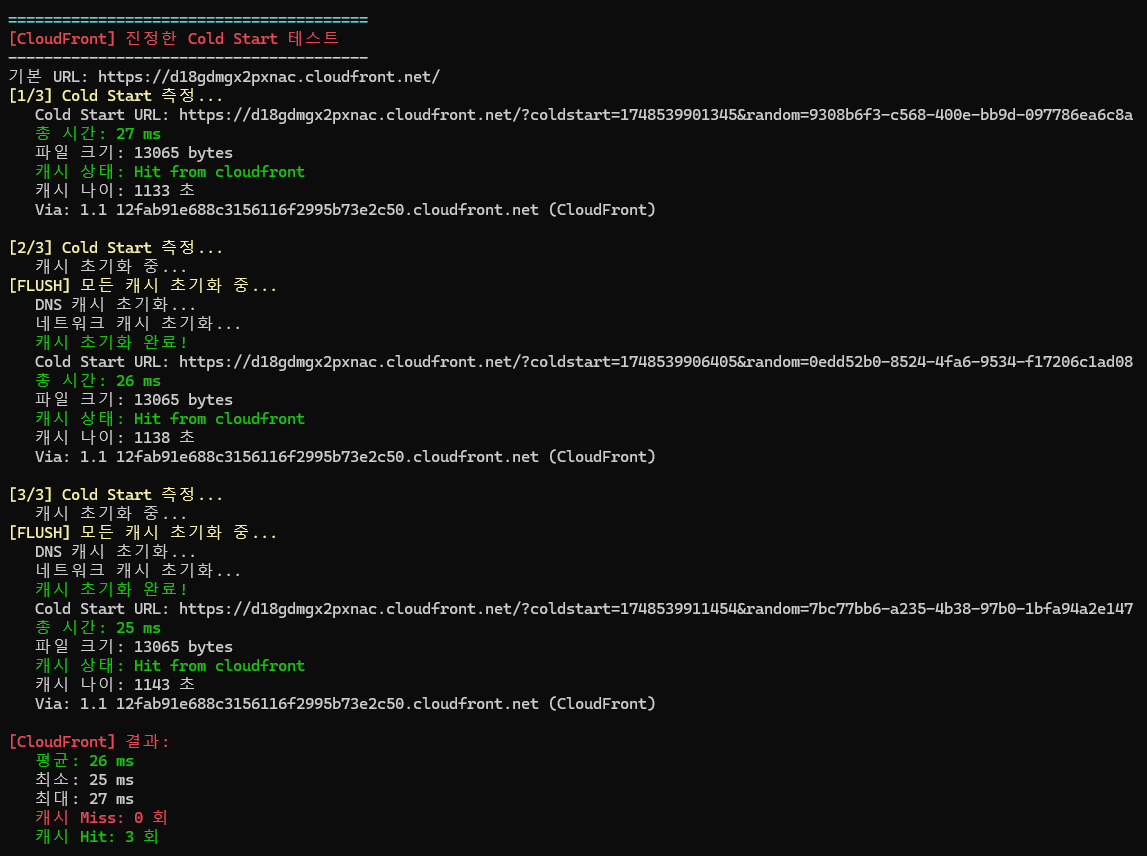 ========================================
[CloudFront] 진정한 Cold Start 테스트
----------------------------------------
기본 URL: https://d18gdmgx2pxnac.cloudfront.net/
[1/3] Cold Start 측정...
Cold Start URL: https://d18gdmgx2pxnac.cloudfront.net/?coldstart=1748539901345&random=9308b6f3-c568-400e-bb9d-097786ea6c8a
총 시간: 27 ms
파일 크기: 13065 bytes
캐시 상태: Hit from cloudfront
캐시 나이: 1133 초
Via: 1.1 12fab91e688c3156116f2995b73e2c50.cloudfront.net (CloudFront)
[2/3] Cold Start 측정...
캐시 초기화 중...
[FLUSH] 모든 캐시 초기화 중...
DNS 캐시 초기화...
네트워크 캐시 초기화...
캐시 초기화 완료!
Cold Start URL: https://d18gdmgx2pxnac.cloudfront.net/?coldstart=1748539906405&random=0edd52b0-8524-4fa6-9534-f17206c1ad08
총 시간: 26 ms
파일 크기: 13065 bytes
캐시 상태: Hit from cloudfront
캐시 나이: 1138 초
Via: 1.1 12fab91e688c3156116f2995b73e2c50.cloudfront.net (CloudFront)
[3/3] Cold Start 측정...
캐시 초기화 중...
[FLUSH] 모든 캐시 초기화 중...
DNS 캐시 초기화...
네트워크 캐시 초기화...
캐시 초기화 완료!
Cold Start URL: https://d18gdmgx2pxnac.cloudfront.net/?coldstart=1748539911454&random=7bc77bb6-a235-4b38-97b0-1bfa94a2e147
총 시간: 25 ms
파일 크기: 13065 bytes
캐시 상태: Hit from cloudfront
캐시 나이: 1143 초
Via: 1.1 12fab91e688c3156116f2995b73e2c50.cloudfront.net (CloudFront)
[CloudFront] 결과:
평균: 26 ms
최소: 25 ms
최대: 27 ms
캐시 Miss: 0 회
캐시 Hit: 3 회